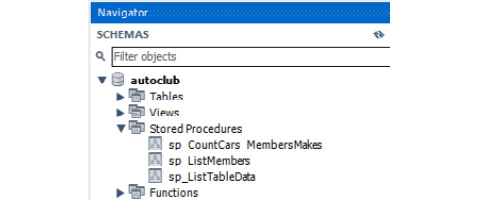 Navigator
SCHEMAS
Filter objects
autoclub
Tables
Views
Stored Procedures
sp_CountCars_MembersMakes
sp_ListMembers
sp_ListTableData
Functions